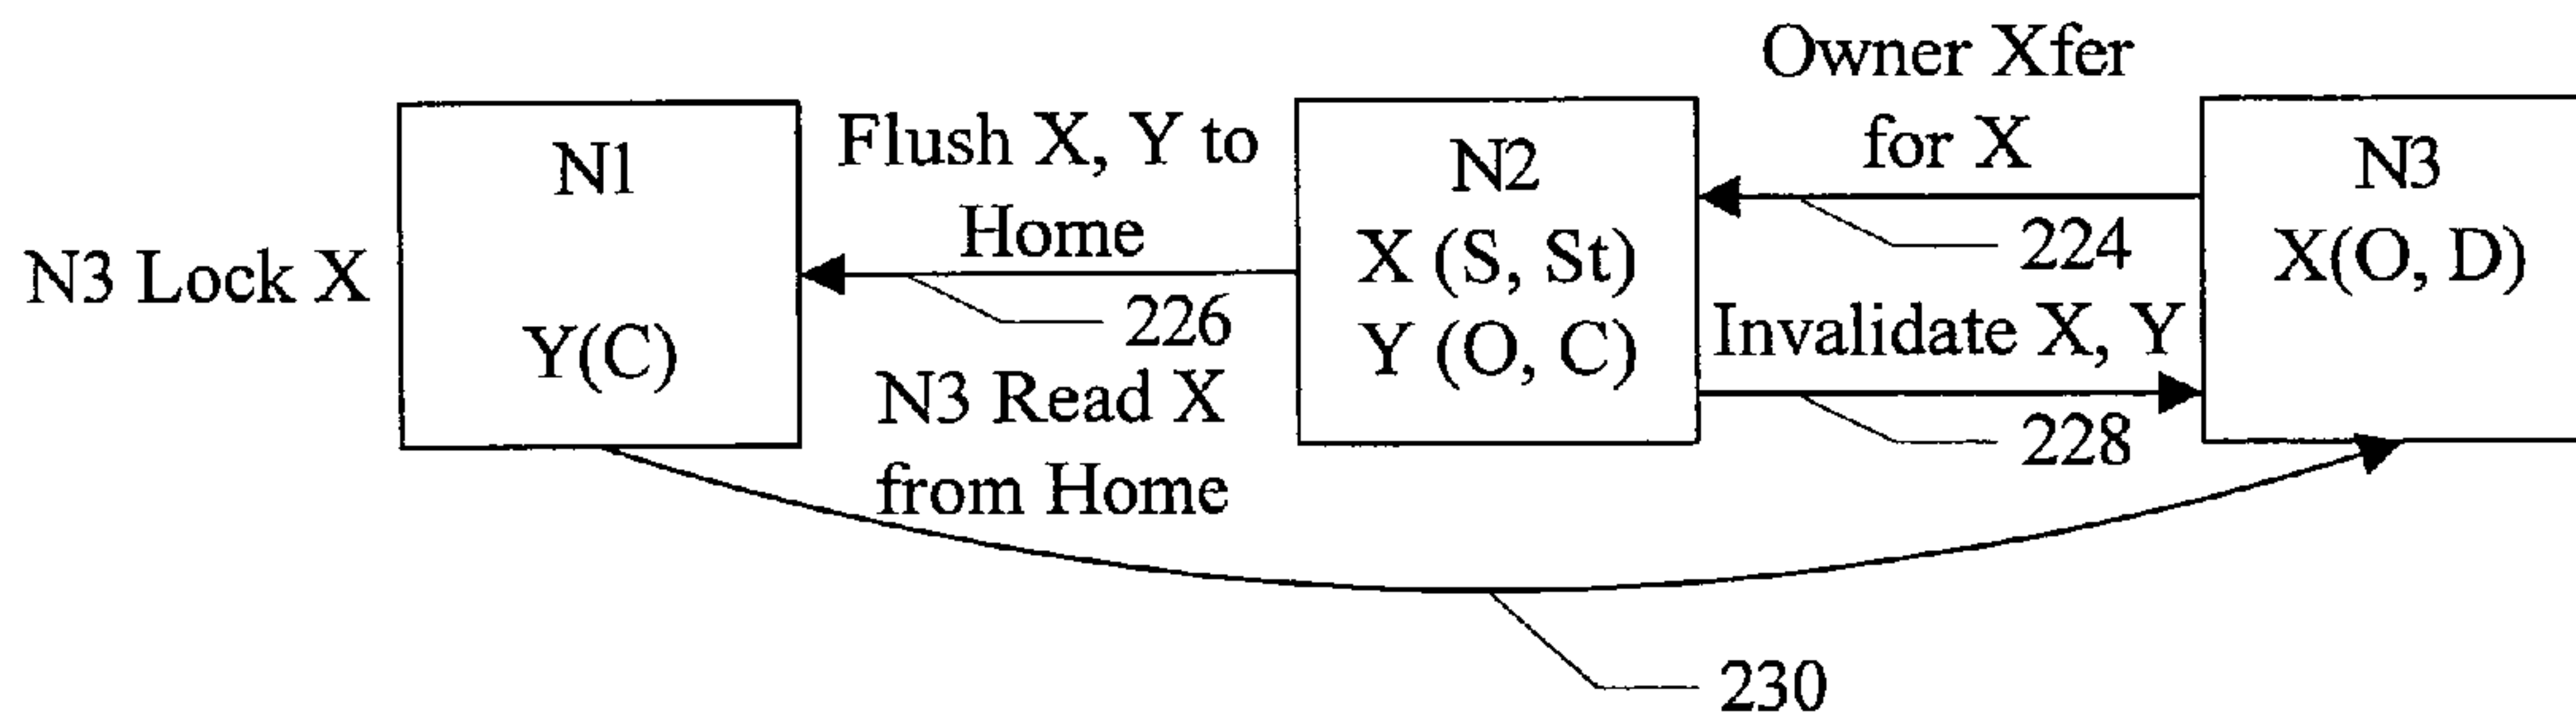 N3 Lock X
N1
Y(C)
Flush X, Y to
Home
226
N3 Read X
from Home
N2
X (S, St)
Y (O, C)
Owner Xfer
for X
224
Invalidate X, Y
228
N3
X(O, D)
230